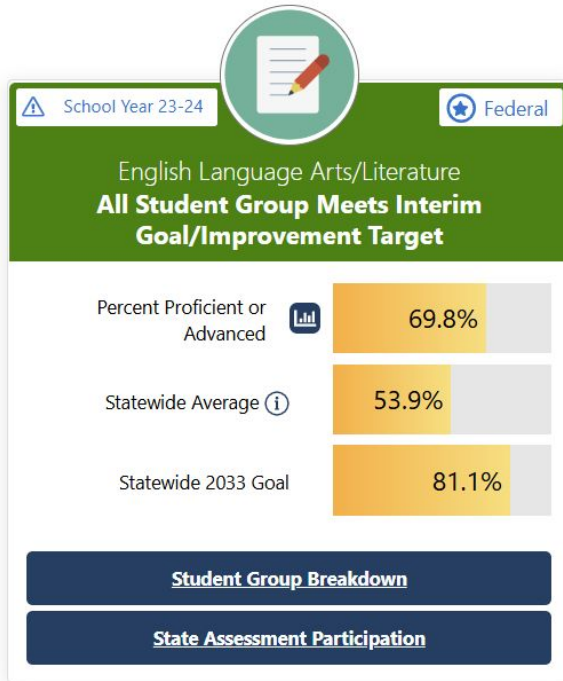 School Year 23-24
Federal
English Language Arts/Literature
All Student Group Meets Interim
Goal/Improvement Target
Percent Proficient or
Advanced
69.8%
Statewide Average
53.9%
Statewide 2033 Goal
81.1%
Student Group Breakdown
State Assessment Participation